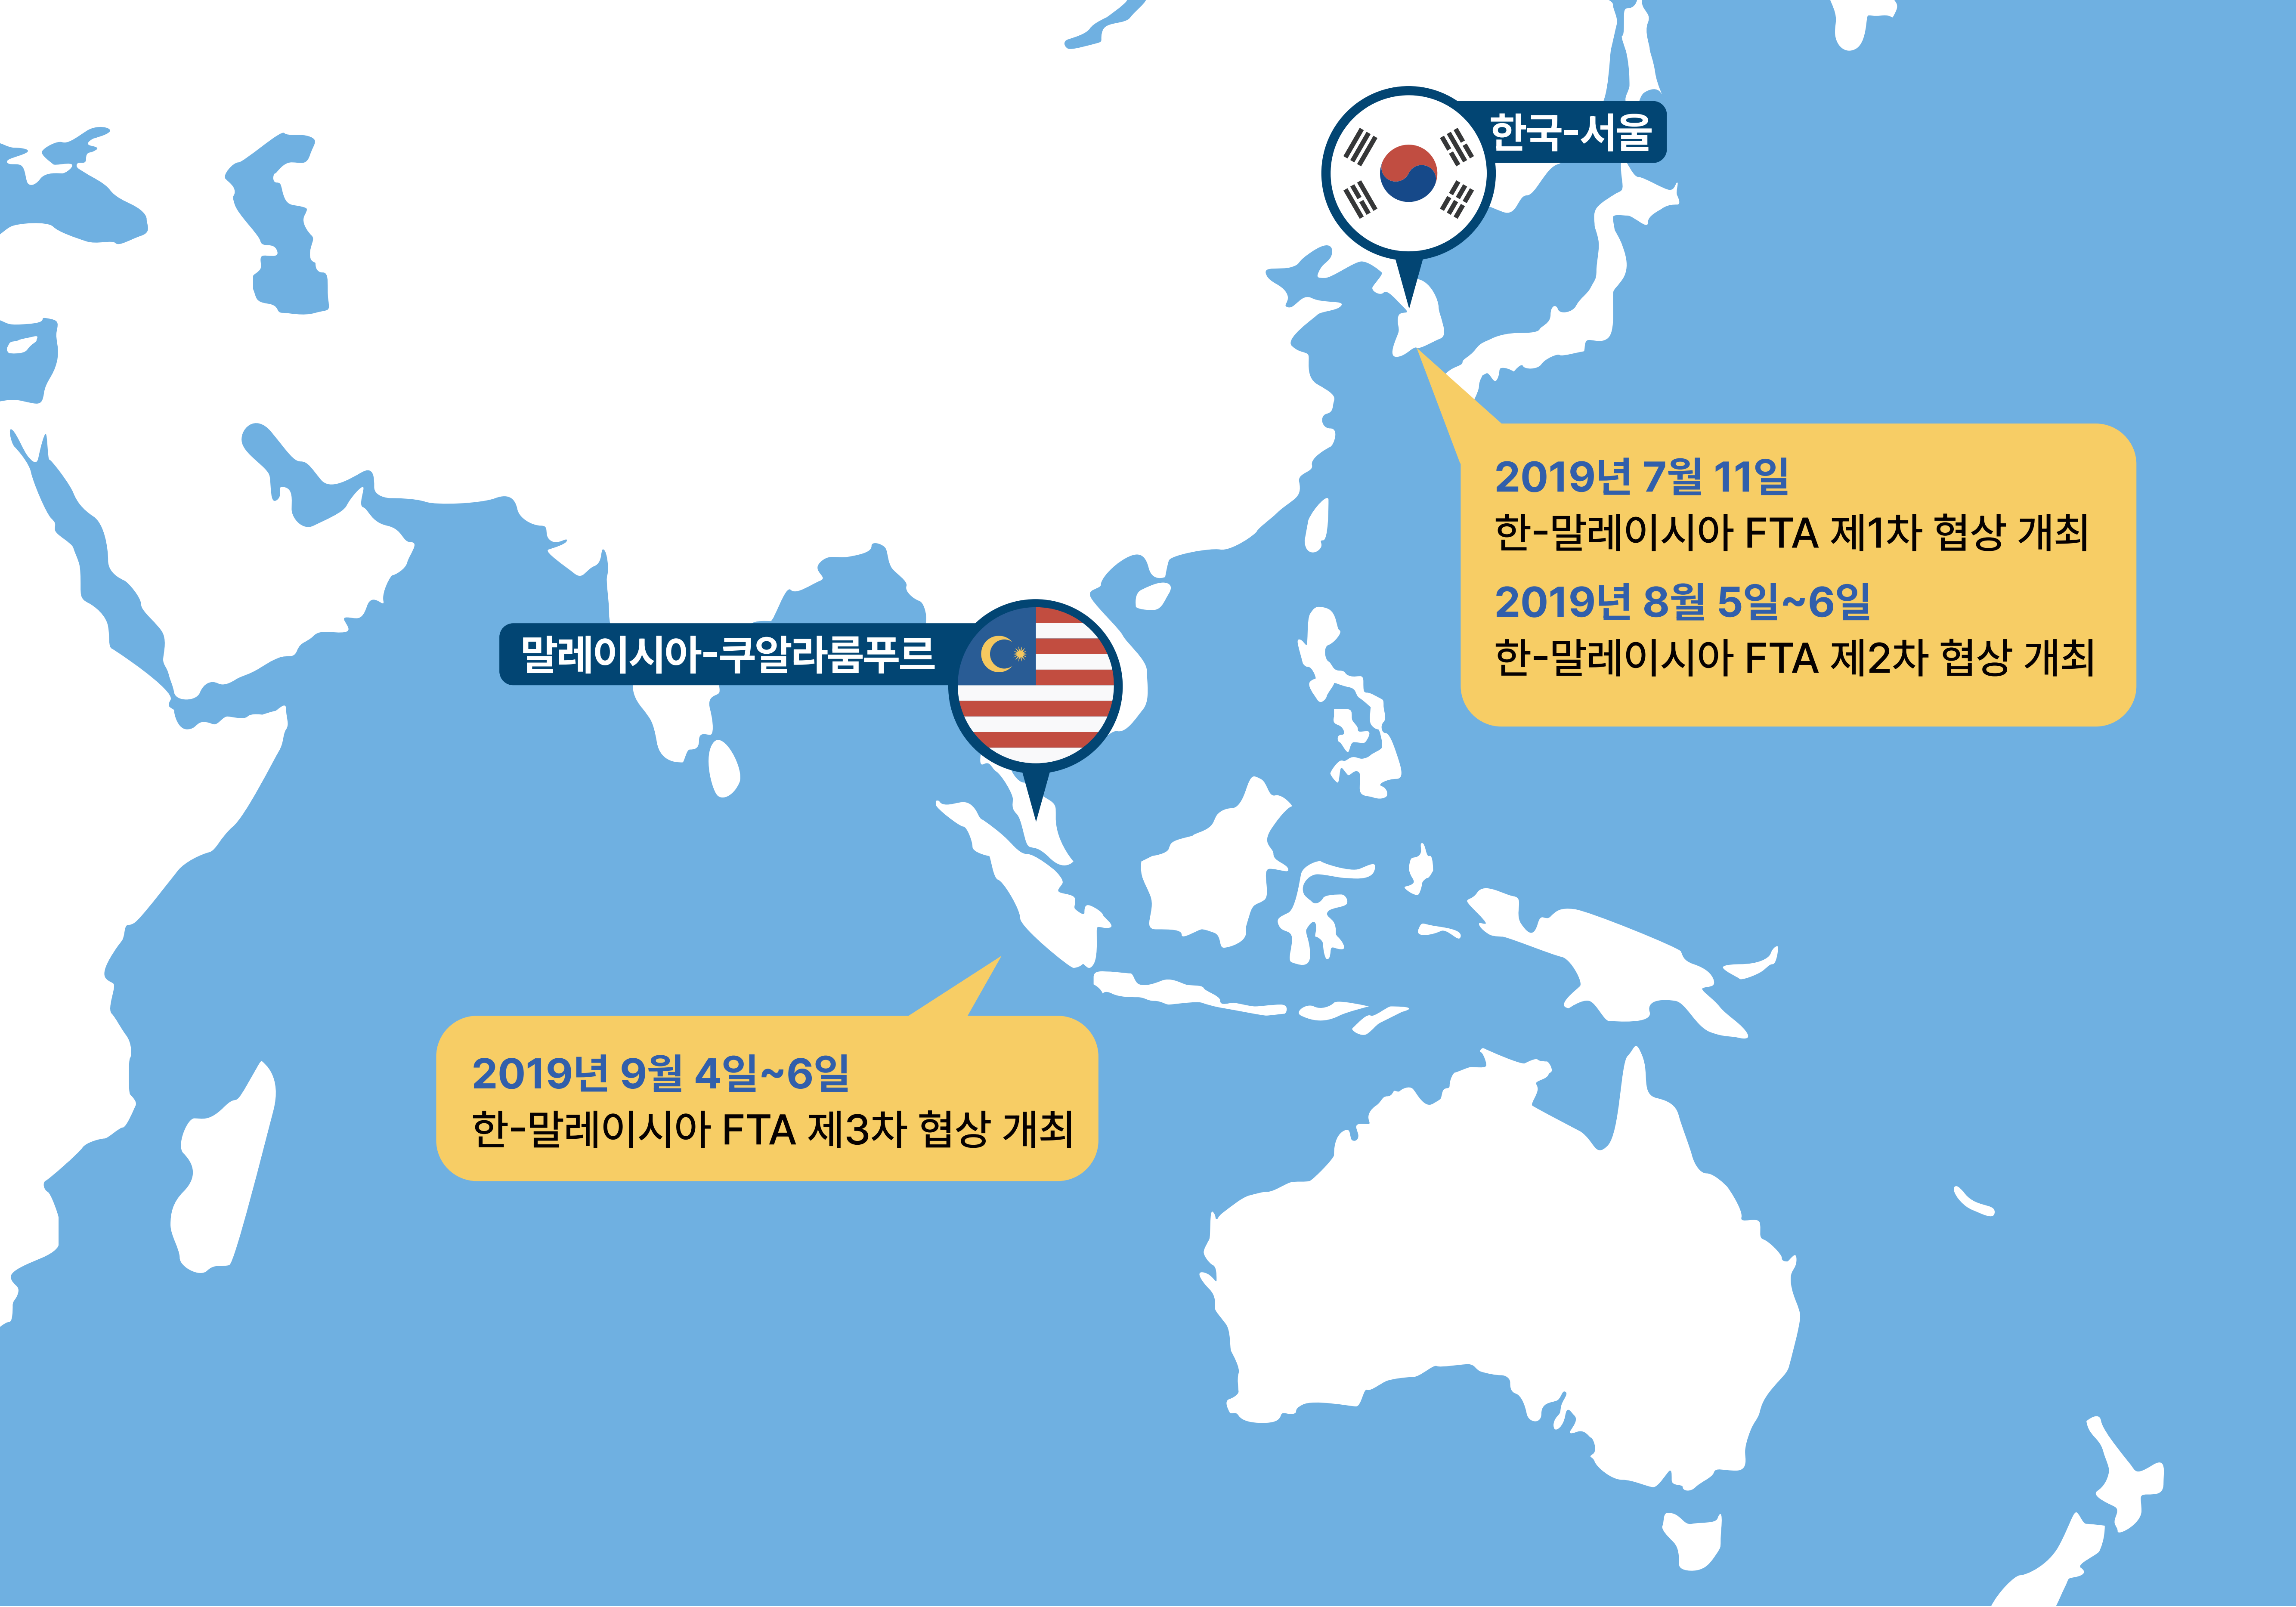 한국-서울
2019년 7월 11일
한-말레이시아 FTA 제1차 협상 개최
2019년 8월 5일~6일
한-말레이시아 FTA 제2차 협상 개최
말레이시아-쿠알라룸푸르
2019년 9월 4일~6일
한-말레이시아 FTA 제3차 협상 개최